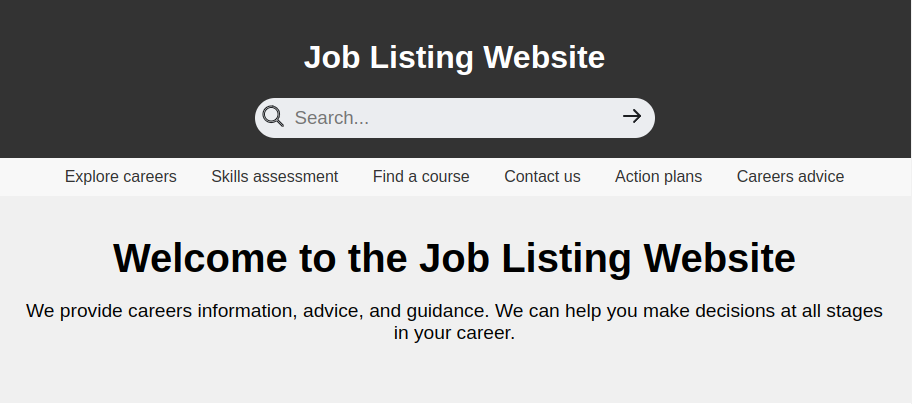 Job Listing Website
Search...
Explore careers Skills assessment Find a course Contact us Action plans Careers advice
Welcome to the Job Listing Website
We provide careers information, advice, and guidance. We can help you make decisions at all stages
in your career.